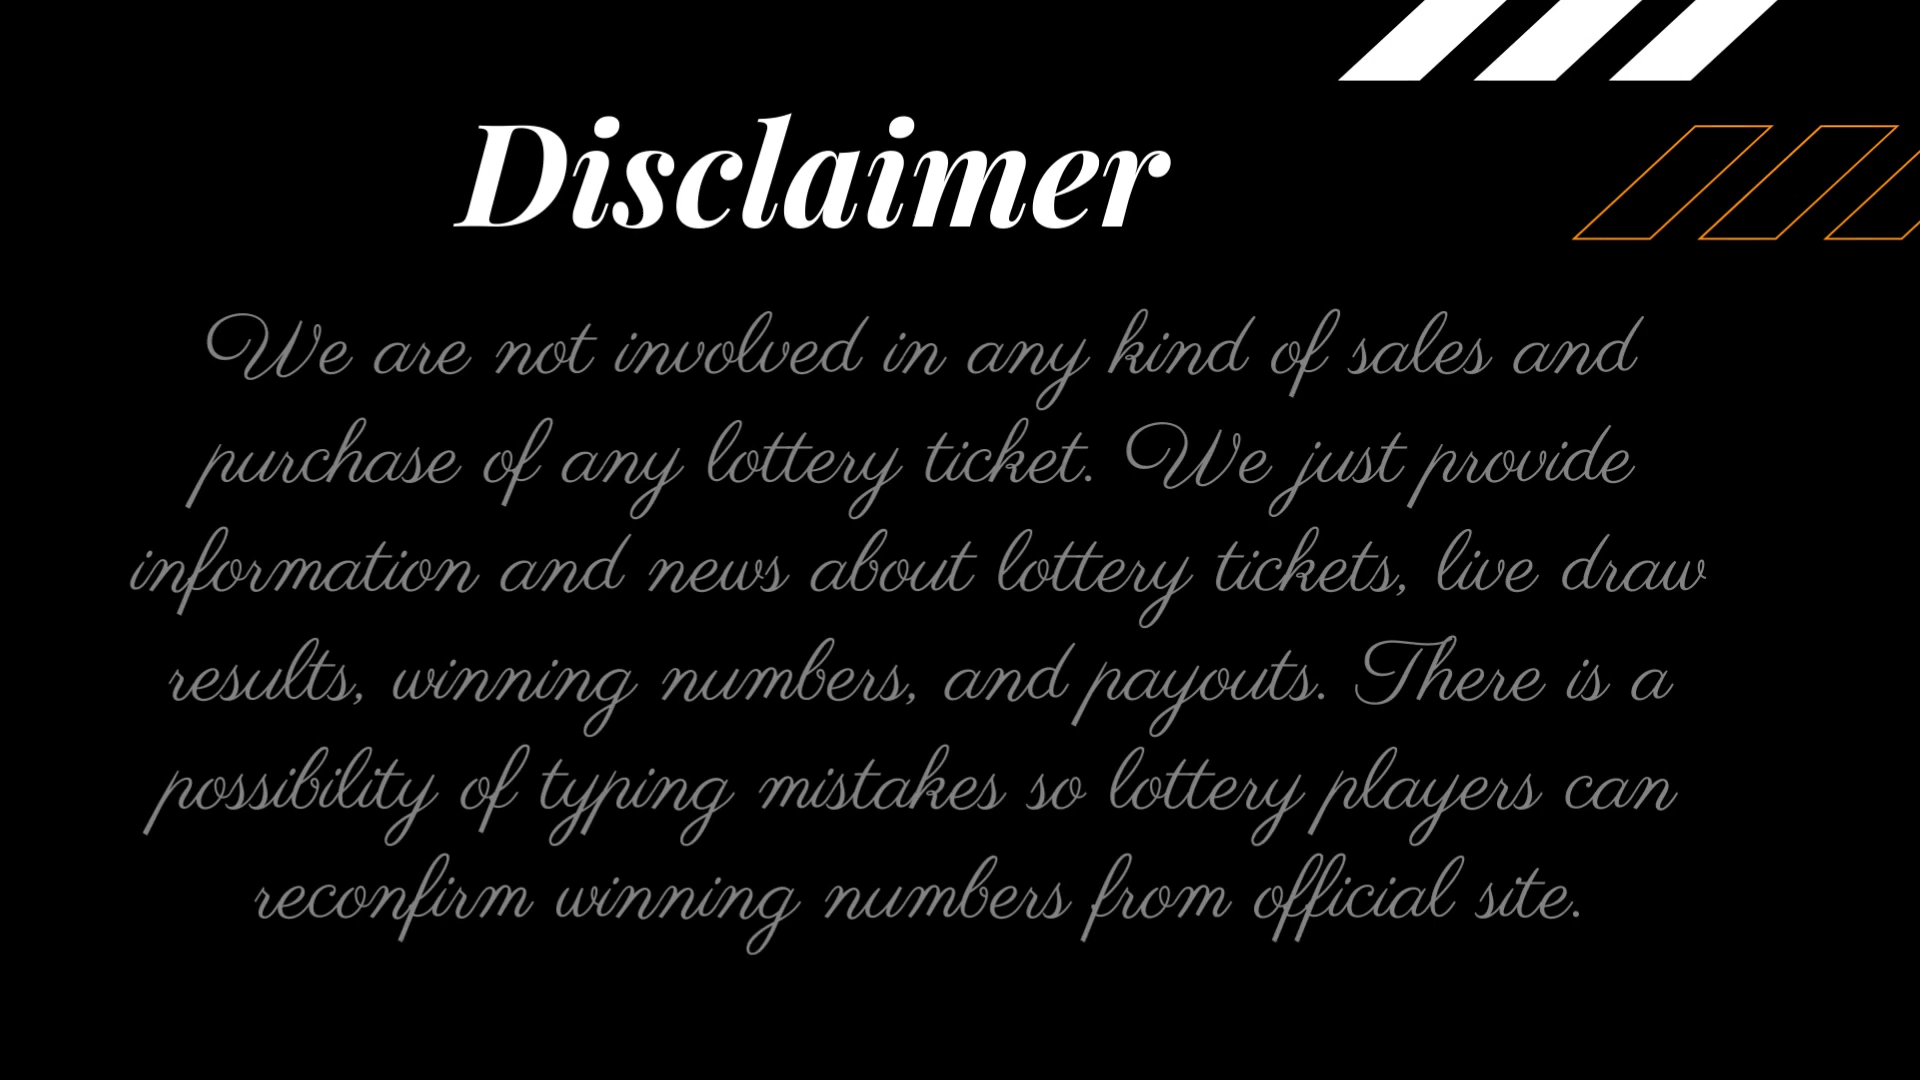 Disclaimer
We are not involved in any kind of sales and
purchase of any lottery ticket. We just provide
information and news about lottery tickets, live draw
results, winning numbers, and payouts. There is a
possibility of typing mistakes so lottery players can
reconfirm winning numbers from official site.